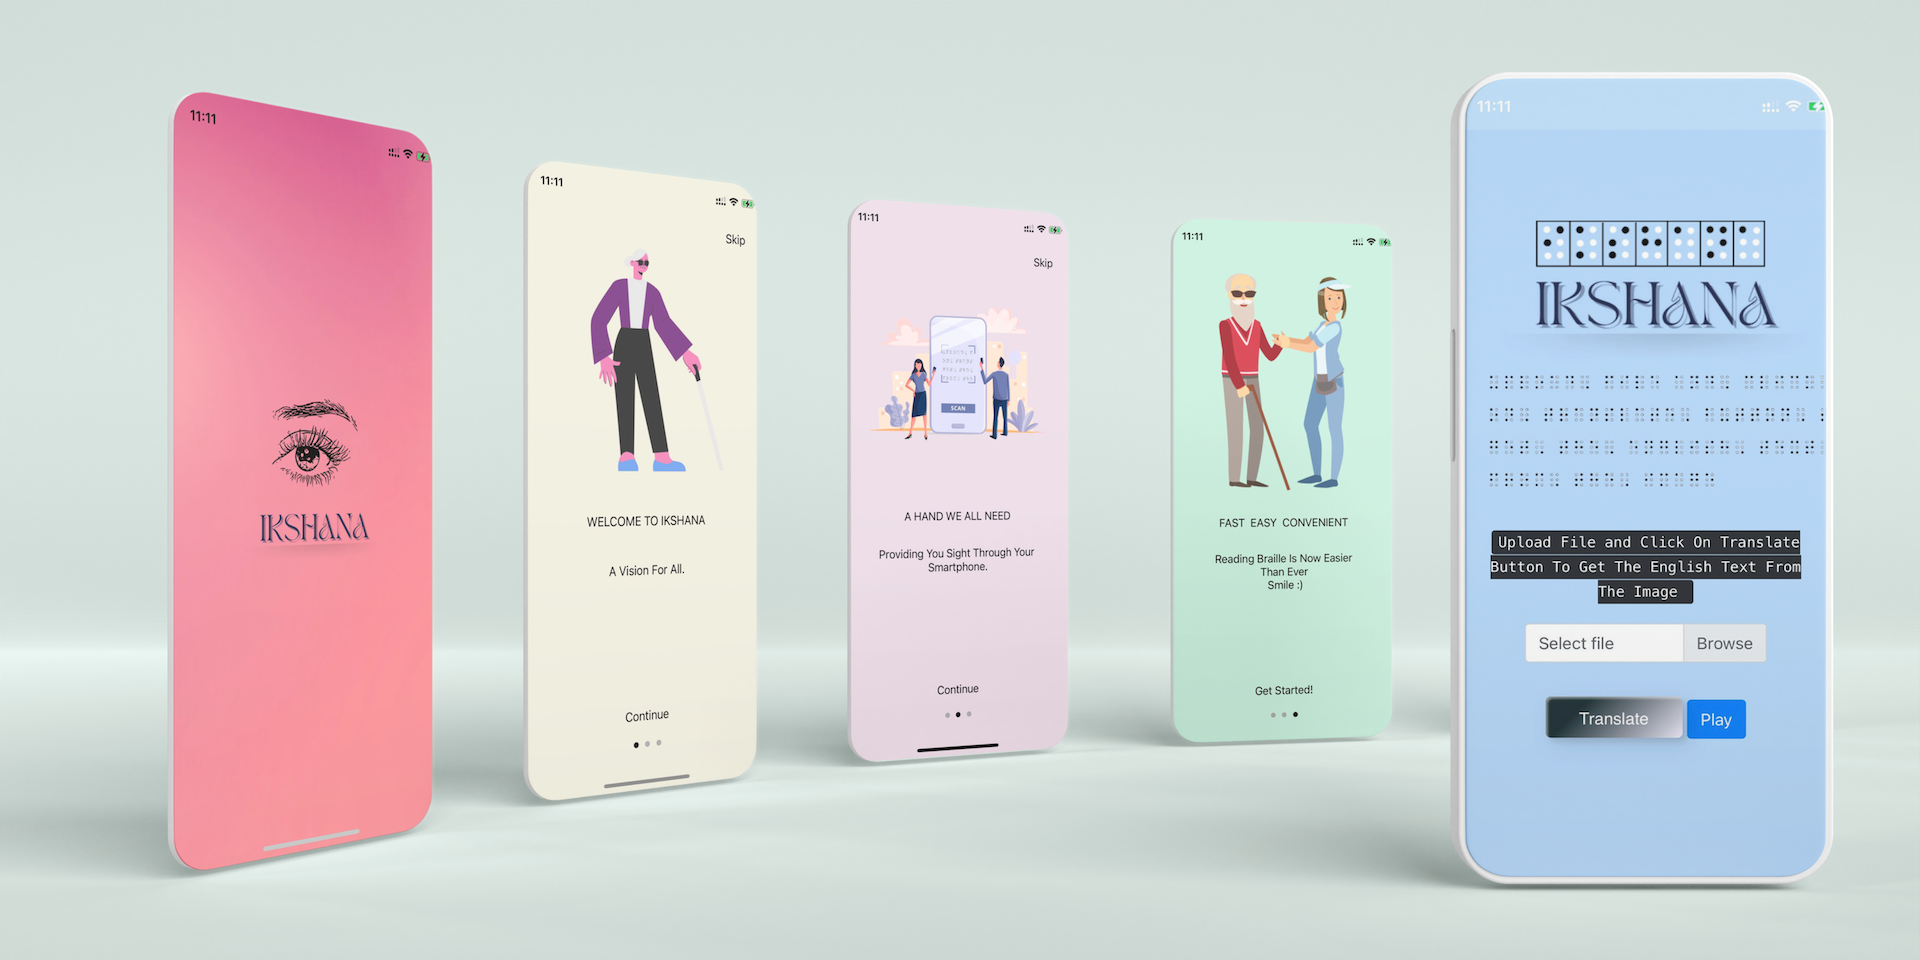 11:11
IKSHANA
11:11
Skip
WELCOME TO IKSHANA
A Vision For All.
Continue
11:11
Skip
SCAN
A HAND WE ALL NEED
Providing You Sight Through Your
Smartphone.
Continue
11:11
FAST EASY CONVENIENT
Reading Braille Is Now Easier
Than Ever
Smile :)
Get Started!
11:11
⠊⠅⠎⠓⠁⠝⠁
IKSHANA
Upload File and Click On Translate
Button To Get The English Text From
The Image
Select file Browse
Translate Play